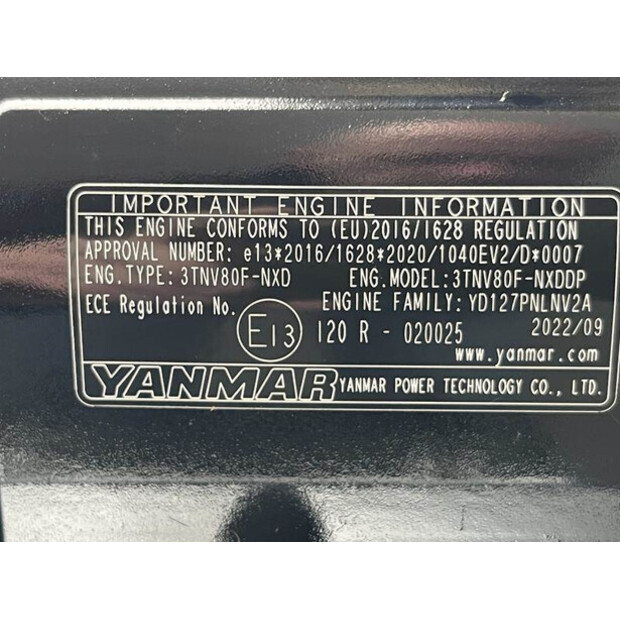 IMPORTANT ENGINE INFORMATION
THIS ENGINE CONFORMS TO (EU)2016/1628 REGULATION
APPROVAL NUMBER: e13*2016/1628*2020/1040EV2/D*0007
ENG.TYPE: 3TNV80F-NXD ENG.MODEL: 3TNV80F-NXDDP
ECE Regulation No. ENGINE FAMILY: YD127PNLNV2A
E13 120 R - 020025 2022/09
www.yanmar.com
YANMAR YANMAR POWER TECHNOLOGY CO., LTD.